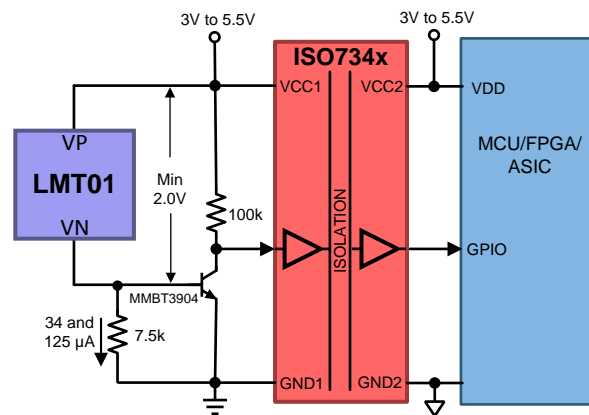 3V to 5.5V
3V to 5.5V
ISO734x
VCC1
VCC2
VDD
MCU/FPGA/
ASIC
VP
LMT01
VN
Min
2.0V
100k
ISOLATION
GPIO
MMBT3904
34 and
125 µA
7.5k
GND1
GND2